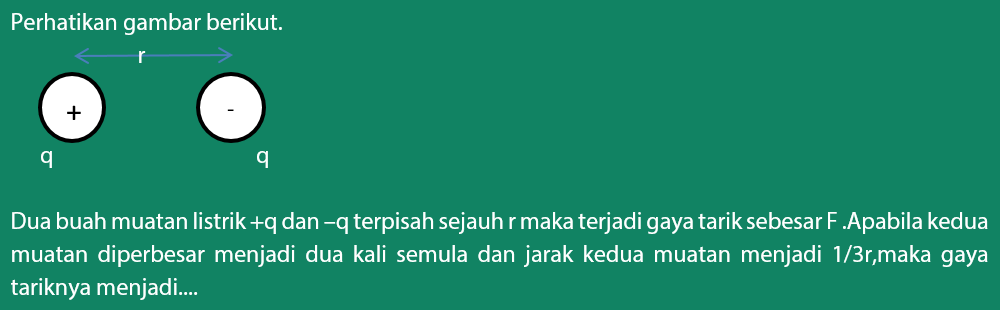 Perhatikan gambar berikut.
r
+ -
q q
Dua buah muatan listrik +q dan –q terpisah sejauh r maka terjadi gaya tarik sebesar F .Apabila kedua
muatan diperbesar menjadi dua kali semula dan jarak kedua muatan menjadi 1/3r,maka gaya
tariknya menjadi....